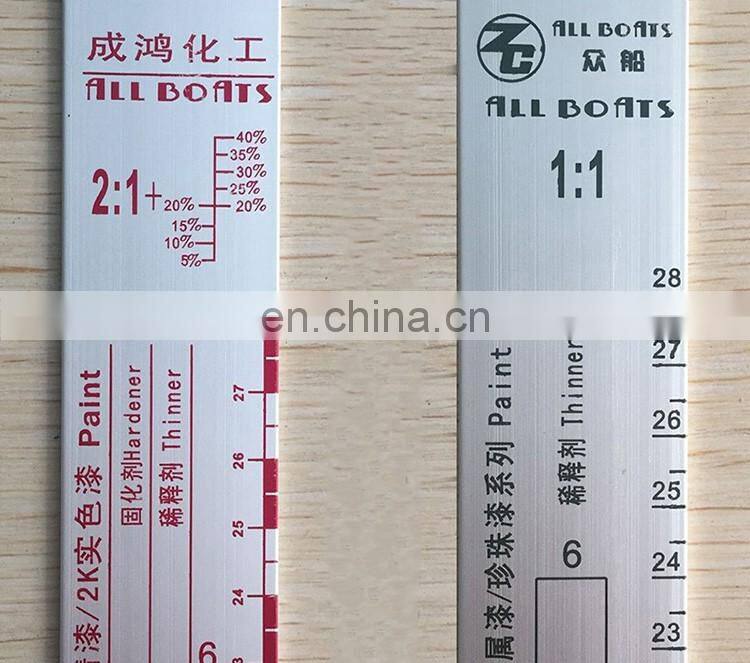 成鸿化工
ALL BOATS
2:1+
40%
35%
30%
25%
20% 20%
15%
10%
5%
漆/2K实色漆 Paint
固化剂Hardener
稀释剂 Thinner
27
26
25
24
6
ZC
ALL BOATS
众船
ALL BOATS
1:1
28
27
26
25
24
23
属漆/珍珠漆系列 Paint
稀释剂 Thinner
6
en.china.cn